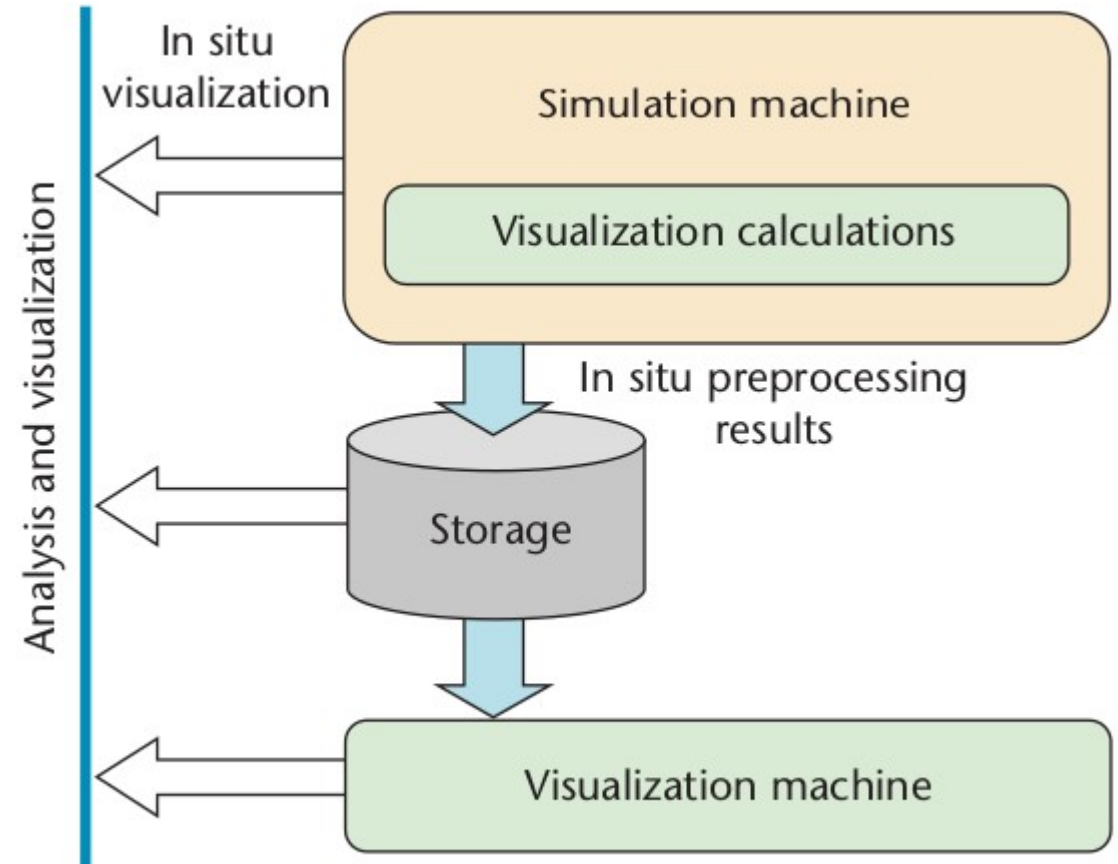 In situ
visualization
Simulation machine
Visualization calculations
In situ preprocessing
results
Analysis and visualization
Storage
Visualization machine